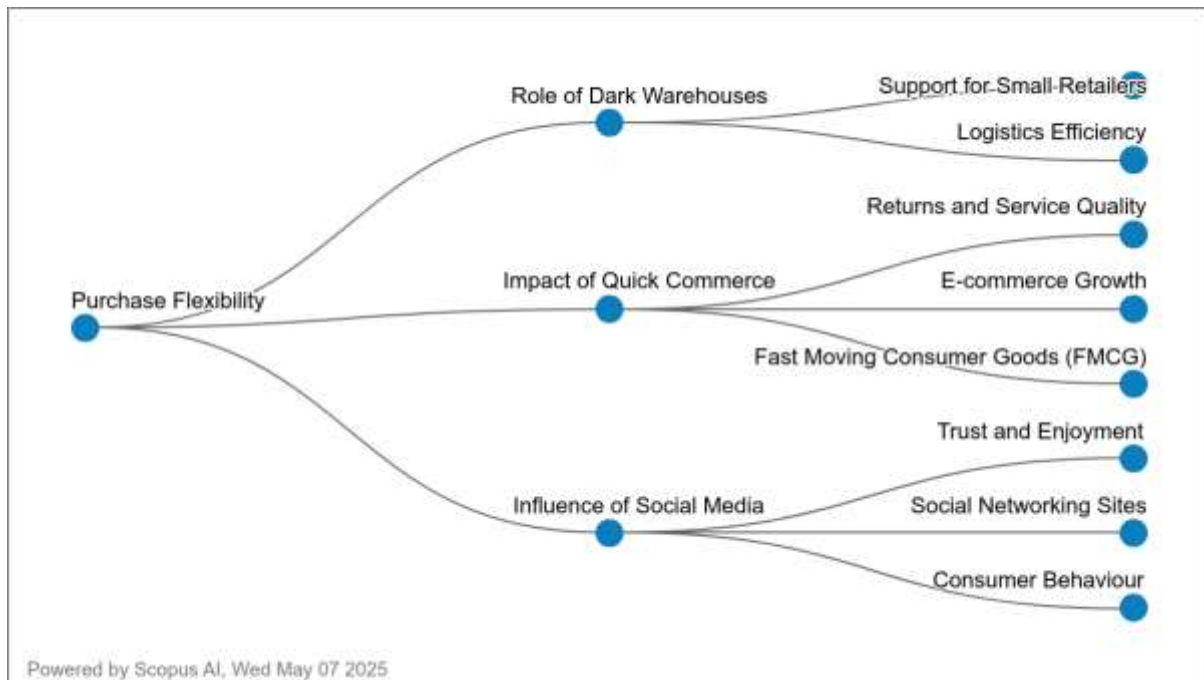 Purchase Flexibility
Role of Dark Warehouses
Support for Small Retailers
Logistics Efficiency
Impact of Quick Commerce
Returns and Service Quality
E-commerce Growth
Fast Moving Consumer Goods (FMCG)
Influence of Social Media
Trust and Enjoyment
Social Networking Sites
Consumer Behaviour
Powered by Scopus AI, Wed May 07 2025